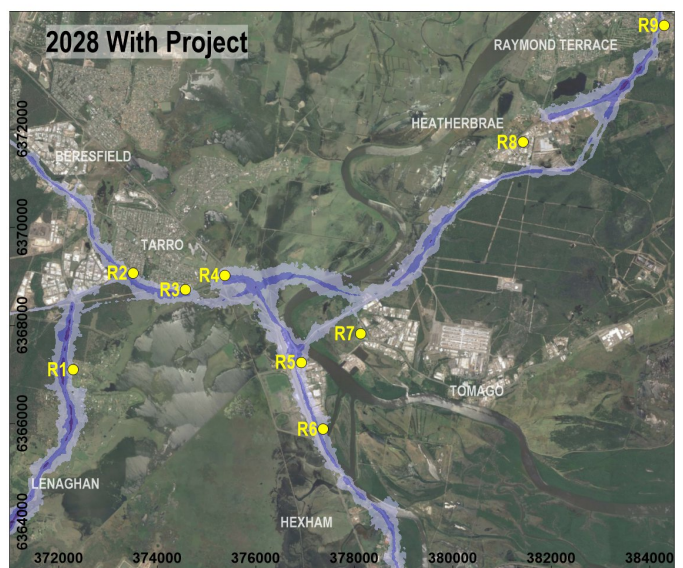 2028 With Project
R9
RAYMOND TERRACE
HEATHERBRAE
R8
BERESFIELD
TARRO
R2
R4
R3
R7
R1
R5
TOMAGO
R6
LENAGHAN
HEXHAM
6372000
6370000
6368000
6366000
6364000
372000
374000
376000
378000
380000
382000
384000